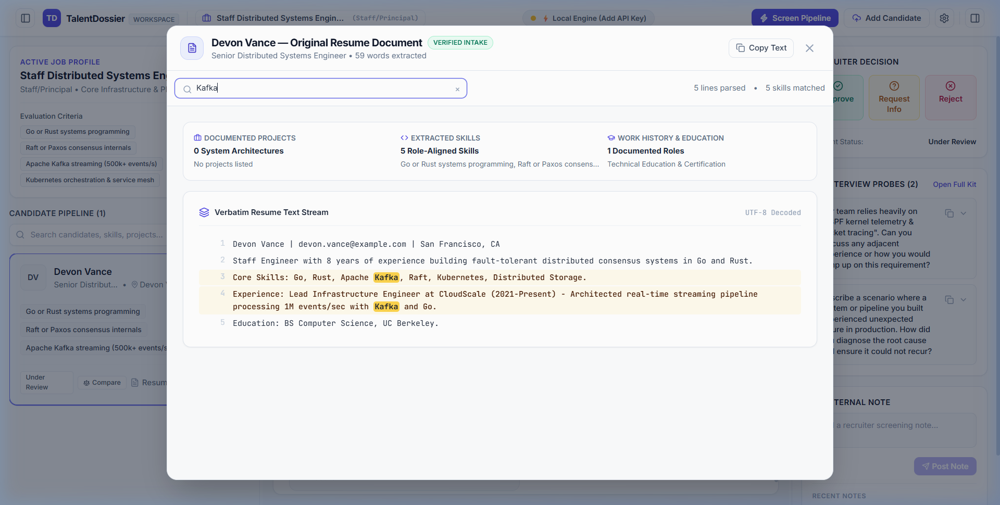 TD TalentDossier WORKSPACE
Staff Distributed Systems Engin... (Staff/Principal)
Local Engine (Add API Key)
Screen Pipeline
Add Candidate
Devon Vance — Original Resume Document VERIFIED INTAKE
Senior Distributed Systems Engineer • 59 words extracted
Copy Text
Kafka ×
5 lines parsed • 5 skills matched
DOCUMENTED PROJECTS
0 System Architectures
No projects listed
EXTRACTED SKILLS
5 Role-Aligned Skills
Go or Rust systems programming, Raft or Paxos consens...
WORK HISTORY & EDUCATION
1 Documented Roles
Technical Education & Certification
Verbatim Resume Text Stream
UTF-8 Decoded
1 Devon Vance | devon.vance@example.com | San Francisco, CA
2 Staff Engineer with 8 years of experience building fault-tolerant distributed consensus systems in Go and Rust.
3 Core Skills: Go, Rust, Apache Kafka, Raft, Kubernetes, Distributed Storage.
4 Experience: Lead Infrastructure Engineer at CloudScale (2021-Present) - Architected real-time streaming pipeline
processing 1M events/sec with Kafka and Go.
5 Education: BS Computer Science, UC Berkeley.
ACTIVE JOB PROFILE
Staff Distributed Systems En
Staff/Principal • Core Infrastructure & P
Evaluation Criteria
Go or Rust systems programming
Raft or Paxos consensus internals
Apache Kafka streaming (500k+ events/s)
Kubernetes orchestration & service mesh
CANDIDATE PIPELINE (1)
Search candidates, skills, projects...
DV
Devon Vance
Senior Distribut... • Devon
Go or Rust systems programming
Raft or Paxos consensus internals
Apache Kafka streaming (500k+ events/s
Under
Review
Compare
Resum
UITER DECISION
prove
Request
Info
Reject
nt Status:
Under Review
TERVIEW PROBES (2)
Open Full Kit
team relies heavily on
PF kernel telemetry &
ket tracing". Can you
cuss any adjacent
erience or how you would
np up on this requirement?
scribe a scenario where a
tem or pipeline you built
erienced unexpected
ure in production. How did
diagnose the root cause
ensure it could not recur?
TERNAL NOTE
a recruiter screening note...
Post Note
RECENT NOTES